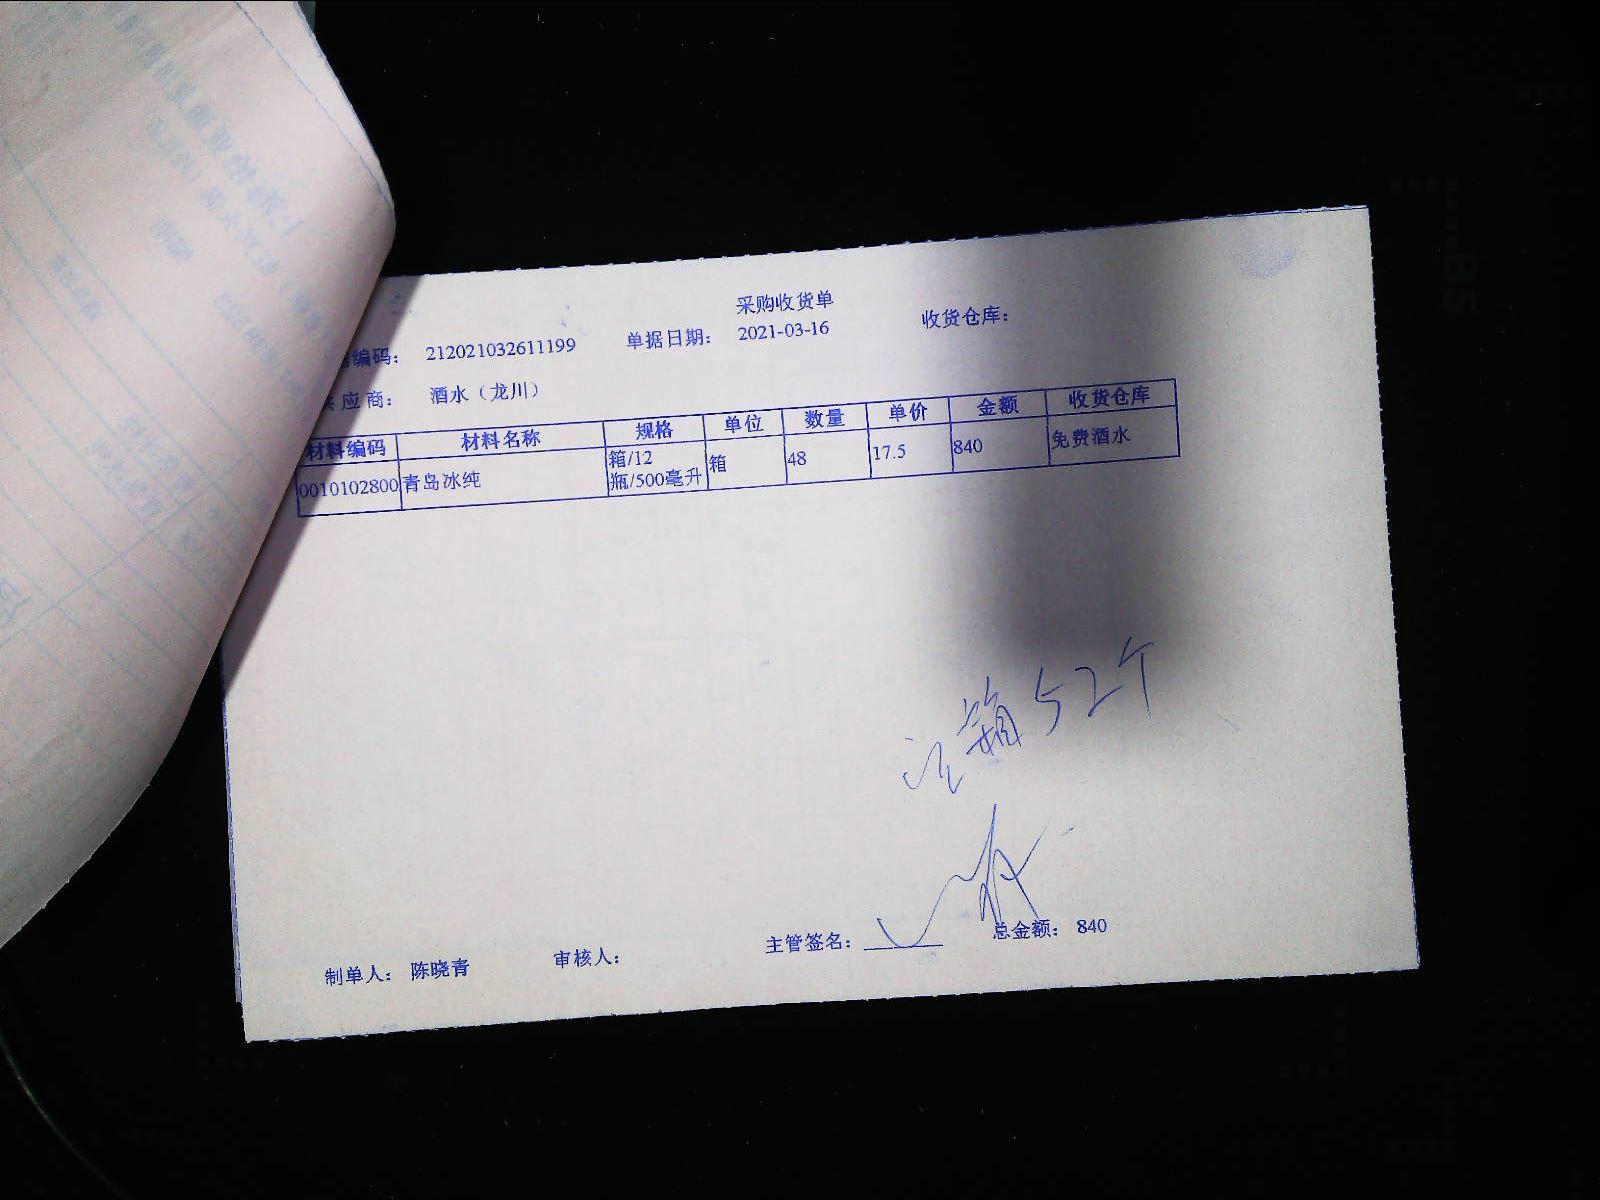 采购收货单
编码： 212021032611199 单据日期： 2021-03-16 收货仓库：
应商： 酒水（龙川）
材料编码 材料名称 规格 单位 数量 单价 金额 收货仓库
0010102800 青岛冰纯 箱/12瓶/500毫升 箱 48 17.5 840 免费酒水
箱 52个
制单人： 陈晓青 审核人： 主管签名： 总金额： 840